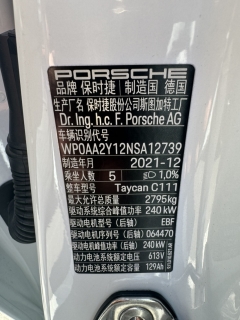 PORSCHE
品牌 保时捷 | 制造国 德国
生产厂名 保时捷股份公司斯图加特工厂
Dr. Ing. h.c. F. Porsche AG
车辆识别代号
WP0AA2Y12NSA12739
制造年月 2021-12
乘坐人数 5 1,0%
整车型号 Taycan C111
最大允许总质量 2795kg
驱动系统综合峰值功率 240 kW
驱动电机型号（后轴） EBF
驱动电机序列号（后轴） 064470
驱动电机峰值功率（后轴） 240 kW
动力电池系统额定电压 613V
动力电池系统额定容量 129Ah